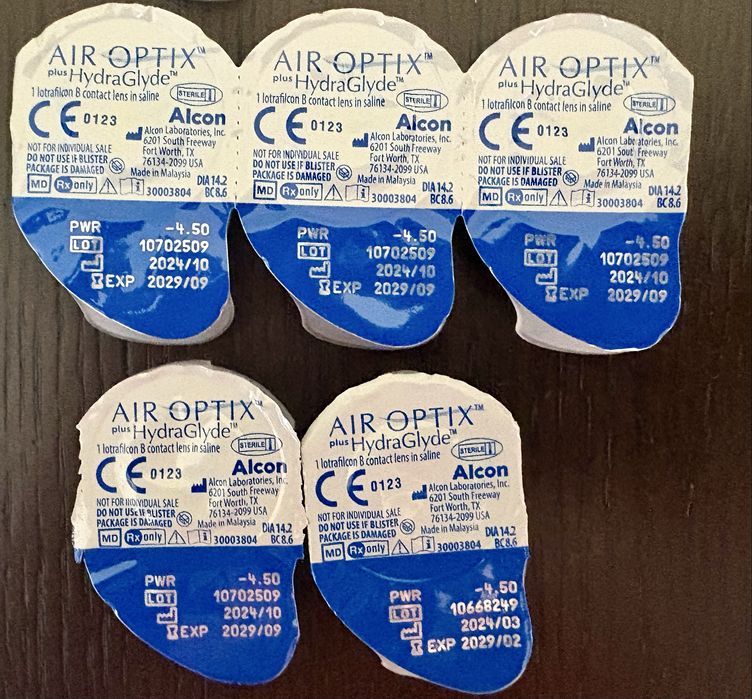 AIR OPTIX™
plus HydraGlyde™
1 lotrafilcon B contact lens in saline
STERILE
CE 0123
Alcon
Alcon Laboratories, Inc.
6201 South Freeway
Fort Worth, TX
76134-2099 USA
Made in Malaysia
NOT FOR INDIVIDUAL SALE
DO NOT USE IF BLISTER
PACKAGE IS DAMAGED
MD Rx only 30003804
DIA 14.2
BC 8.6
PWR -4.50
LOT 10702509
2024/10
EXP 2029/09
AIR OPTIX™
plus HydraGlyde™
1 lotrafilcon B contact lens in saline
STERILE
CE 0123
Alcon
Alcon Laboratories, Inc.
6201 South Freeway
Fort Worth, TX
76134-2099 USA
Made in Malaysia
NOT FOR INDIVIDUAL SALE
DO NOT USE IF BLISTER
PACKAGE IS DAMAGED
MD Rx only 30003804
DIA 14.2
BC 8.6
PWR -4.50
LOT 10702509
2024/10
EXP 2029/09
AIR OPTIX™
plus HydraGlyde™
1 lotrafilcon B contact lens in saline
STERILE
CE 0123
Alcon
Alcon Laboratories, Inc.
6201 South Freeway
Fort Worth, TX
76134-2099 USA
Made in Malaysia
NOT FOR INDIVIDUAL SALE
DO NOT USE IF BLISTER
PACKAGE IS DAMAGED
MD Rx only 30003804
DIA 14.2
BC 8.6
PWR -4.50
LOT 10702509
2024/10
EXP 2029/09
AIR OPTIX™
plus HydraGlyde™
1 lotrafilcon B contact lens in saline
STERILE
CE 0123
Alcon
Alcon Laboratories, Inc.
6201 South Freeway
Fort Worth, TX
76134-2099 USA
Made in Malaysia
NOT FOR INDIVIDUAL SALE
DO NOT USE IF BLISTER
PACKAGE IS DAMAGED
MD Rx only 30003804
DIA 14.2
BC 8.6
PWR -4.50
LOT 10702509
2024/10
EXP 2029/09
AIR OPTIX™
plus HydraGlyde™
1 lotrafilcon B contact lens in saline
STERILE
CE 0123
Alcon
Alcon Laboratories, Inc.
6201 South Freeway
Fort Worth, TX
76134-2099 USA
Made in Malaysia
NOT FOR INDIVIDUAL SALE
DO NOT USE IF BLISTER
PACKAGE IS DAMAGED
MD Rx only 30003804
DIA 14.2
BC 8.6
PWR -4.50
LOT 10668249
2024/03
EXP 2029/02